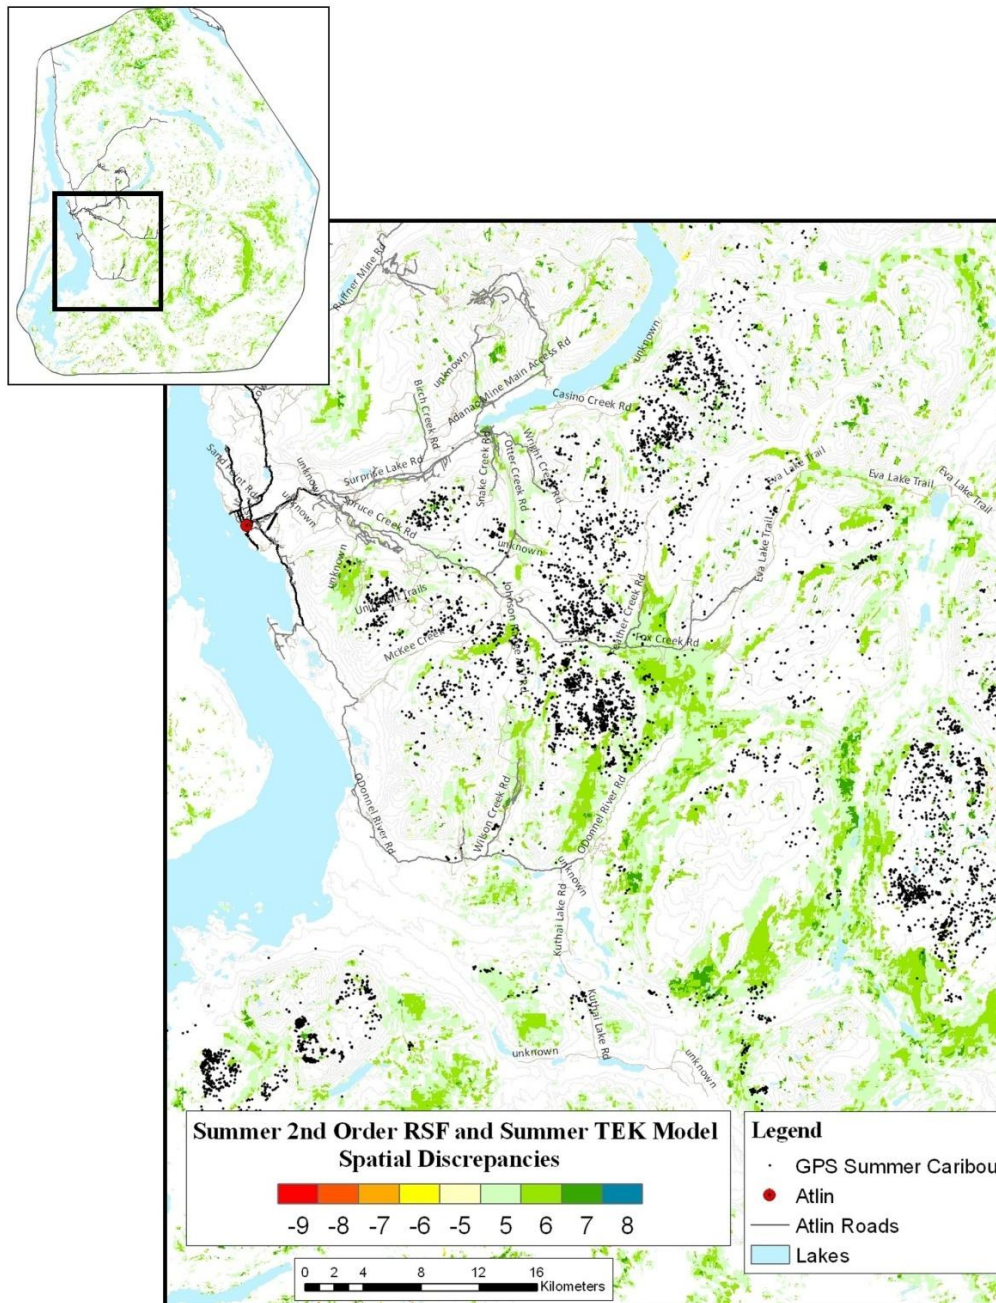 Ruffner Mine Rd
unknown
unknown
Adanac Mine Main Access Rd
Birch Creek Rd
Casino Creek Rd
Sand Point Rd
unknown
Surprise Lake Rd
Snake Creek Rd
Otter Creek Rd
Wright Creek Rd
Eva Lake Trail
Eva Lake Trail
Eva Lake Trail
unknown
Spruce Creek Rd
unknown
unknown
Eva Lake Trail
McKee Creek
Fox Creek Rd
ODonnel River Rd
Wilson Creek Rd
ODonnel River Rd
unknown
Kuthai Lake Rd
Kuthai Lake Rd
unknown
unknown
Summer 2nd Order RSF and Summer TEK Model
Spatial Discrepancies
-9 -8 -7 -6 -5 5 6 7 8
0 2 4 8 12 16
Kilometers
Legend
GPS Summer Caribou
Atlin
Atlin Roads
Lakes